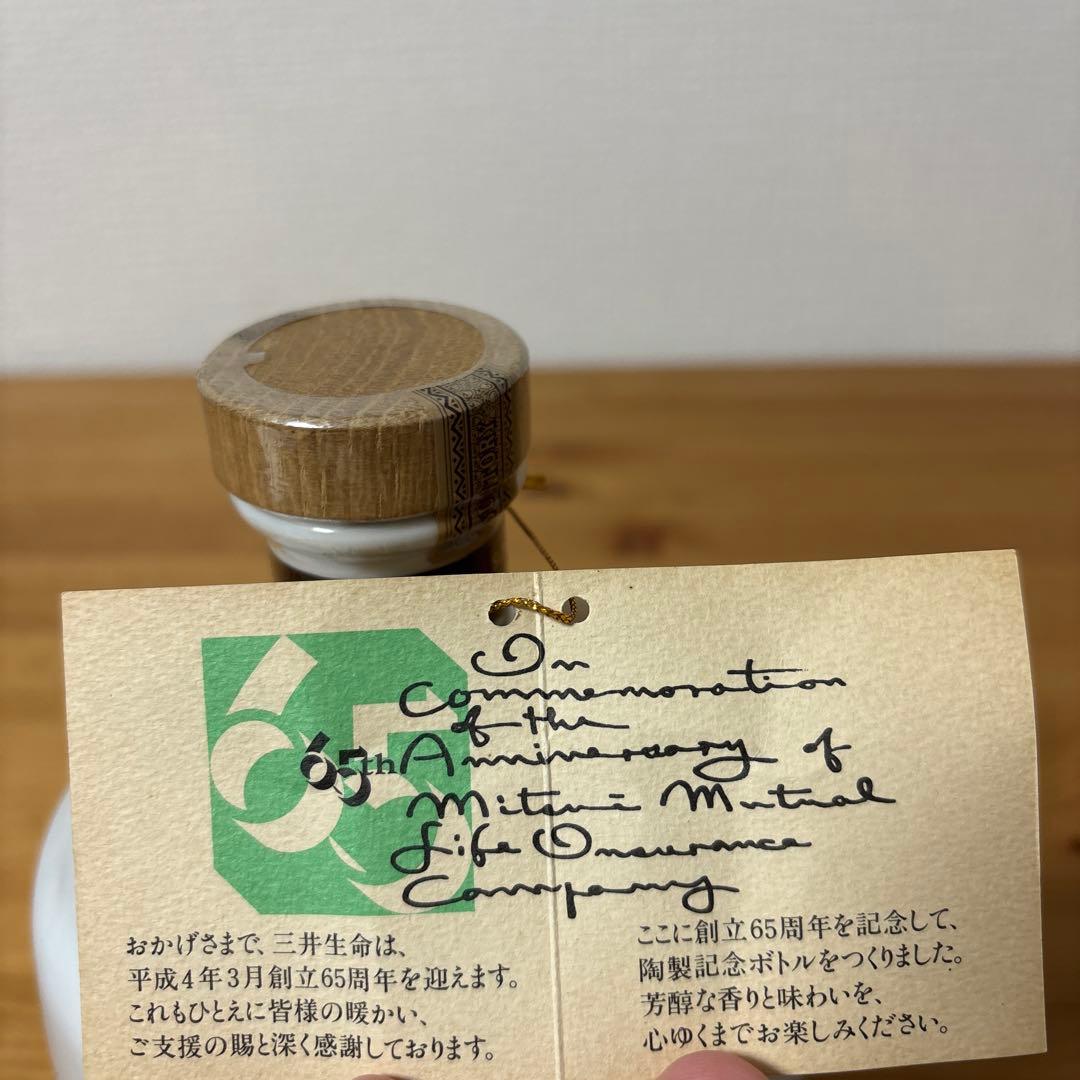 SUNTORY
65
On
Commemoration
of the
65th Anniversary of
Mitsui Mutual
Life Insurance
Company
おかげさまで、三井生命は、
平成4年3月創立65周年を迎えます。
これもひとえに皆様の暖かい、
ご支援の賜と深く感謝しております。
ここに創立65周年を記念して、
陶製記念ボトルをつくりました。
芳醇な香りと味わいを、
心ゆくまでお楽しみください。